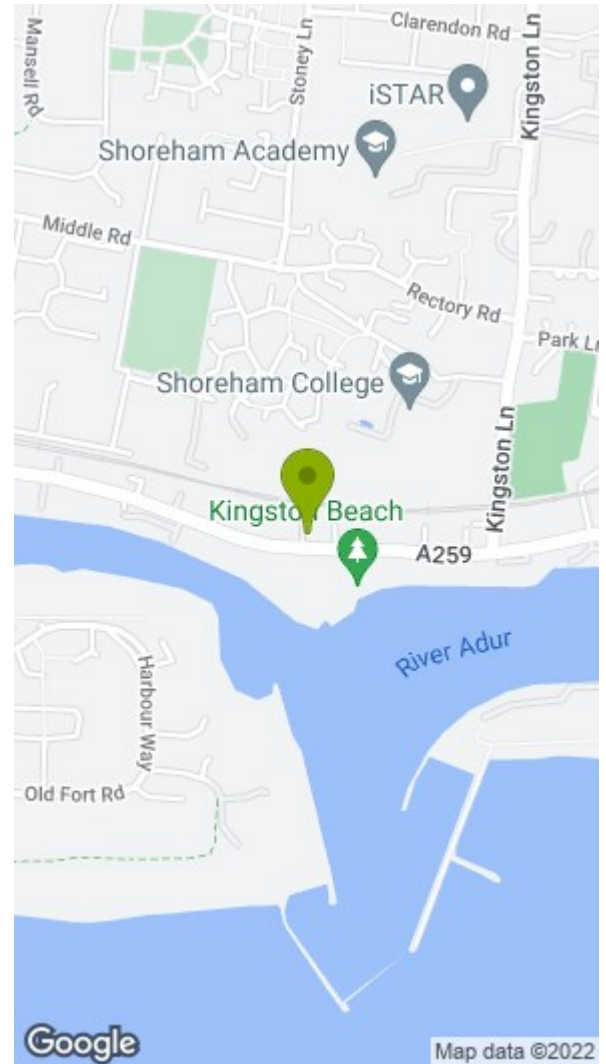 Mansell Rd
Stoney Ln
Clarendon Rd
Kingston Ln
iSTAR
Shoreham Academy
Middle Rd
Rectory Rd
Park Ln
Shoreham College
Kingston Ln
Kingston Beach
A259
River Adur
Harbour Way
Old Fort Rd
Google
Map data ©2022